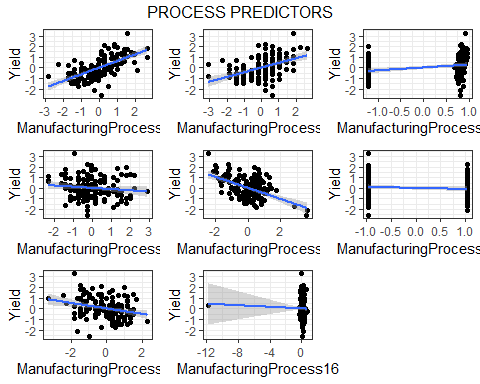 PROCESS PREDICTORS
Yield
3
2
1
0
-1
-2
-3 -2 -1 0 1 2
ManufacturingProcess
Yield
3
2
1
0
-1
-2
-3 -2 -1 0 1 2
ManufacturingProcess
Yield
3
2
1
0
-1
-2
-1.0 -0.5 0.0 0.5 1.0
ManufacturingProcess
Yield
3
2
1
0
-1
-2
-2 -1 0 1 2 3
ManufacturingProcess
Yield
3
2
1
0
-1
-2
-2 0 2
ManufacturingProcess
Yield
3
2
1
0
-1
-2
-1.0 -0.5 0.0 0.5 1.0
ManufacturingProcess
Yield
3
2
1
0
-1
-2
-2 0 2
ManufacturingProcess
Yield
3
2
1
0
-1
-2
-12 -8 -4 0
ManufacturingProcess16